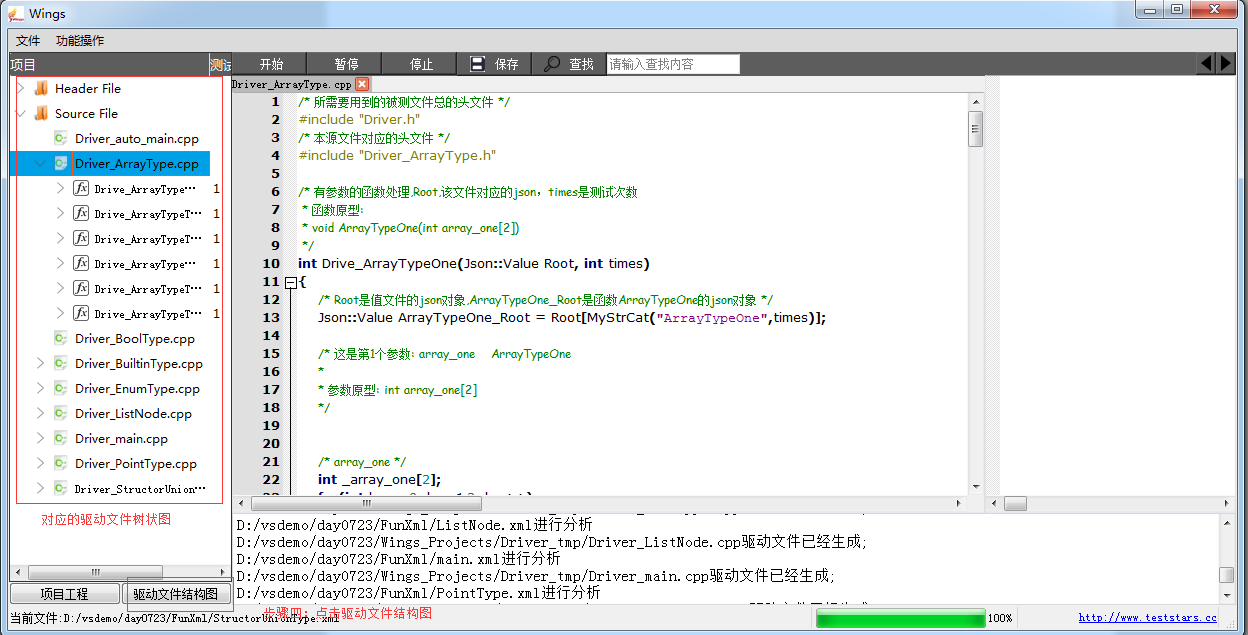 Wings
文件 功能操作
项目 测试 开始 暂停 停止 保存 查找 请输入查找内容
Header File
Source File
Driver_auto_main.cpp
Driver_ArrayType.cpp
Drive_ArrayType… 1
Drive_ArrayTypeT… 1
Drive_ArrayTypeT… 1
Drive_ArrayType… 1
Drive_ArrayTypeT… 1
Drive_ArrayTypeT… 1
Driver_BoolType.cpp
Driver_BuiltinType.cpp
Driver_EnumType.cpp
Driver_ListNode.cpp
Driver_main.cpp
Driver_PointType.cpp
Driver_StructorUnion…
对应的驱动文件树状图
项目工程 驱动文件结构图
Driver_ArrayType.cpp
1 /* 所需要用到的被测文件总的头文件 */
2 #include "Driver.h"
3 /* 本源文件对应的头文件 */
4 #include "Driver_ArrayType.h"
5
6 /* 有参数的函数处理,Root,该文件对应的json，times是测试次数
7 * 函数原型:
8 * void ArrayTypeOne(int array_one[2])
9 */
10 int Drive_ArrayTypeOne(Json::Value Root, int times)
11 {
12 /* Root是值文件的json对象,ArrayTypeOne_Root是函数ArrayTypeOne的json对象 */
13 Json::Value ArrayTypeOne_Root = Root[MyStrCat("ArrayTypeOne",times)];
14
15 /* 这是第1个参数: array_one ArrayTypeOne
16 *
17 * 参数原型: int array_one[2]
18 */
19
20
21 /* array_one */
22 int _array_one[2];
D:/vsdemo/day0723/FunXml/ListNode.xml进行分析
D:/vsdemo/day0723/Wings_Projects/Driver_tmp/Driver_ListNode.cpp驱动文件已经生成;
D:/vsdemo/day0723/FunXml/main.xml进行分析
D:/vsdemo/day0723/Wings_Projects/Driver_tmp/Driver_main.cpp驱动文件已经生成;
D:/vsdemo/day0723/FunXml/PointType.xml进行分析
步骤四：点击驱动文件结构图
当前文件:D:/vsdemo/day0723/FunXml/StructorUnionType.xml 100% http://www.teststars.cc